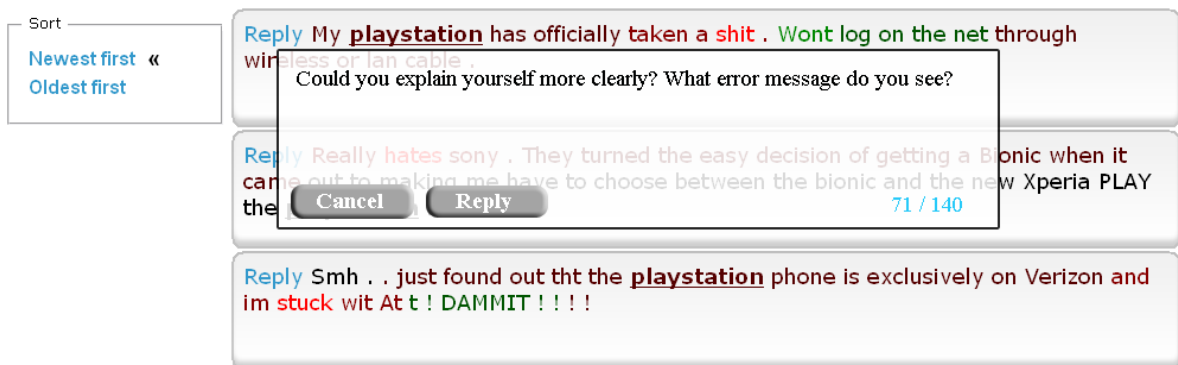 Sort
Newest first «
Oldest first
Reply My playstation has officially taken a shit . Wont log on the net through
wireless or lan cable .
Could you explain yourself more clearly? What error message do you see?
Cancel
Reply
71 / 140
Reply Really hates sony . They turned the easy decision of getting a Bionic when it
came out to making me have to choose between the bionic and the new Xperia PLAY
the
Reply Smh . . just found out tht the playstation phone is exclusively on Verizon and
im stuck wit At t ! DAMMIT ! ! ! !